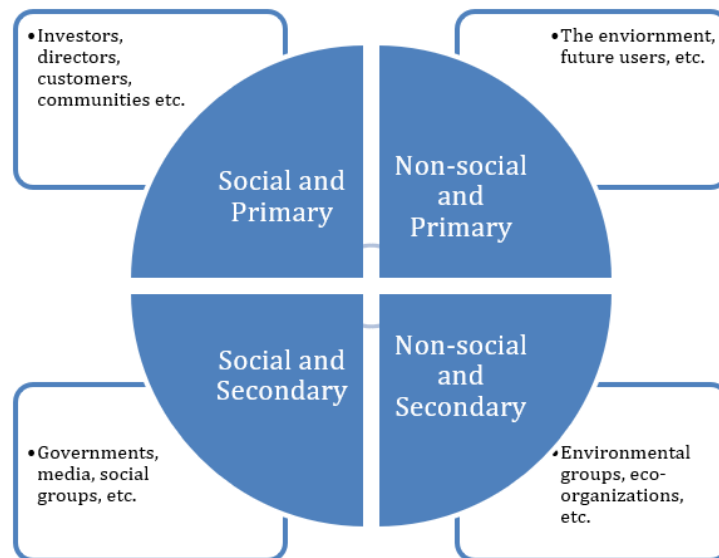 •Investors,
directors,
customers,
communities etc.
•The enviornment,
future users, etc.
Social and
Primary
Non-social
and
Primary
Social and
Secondary
Non-social
and
Secondary
•Governments,
media, social
groups, etc.
•Environmental
groups, eco-
organizations,
etc.